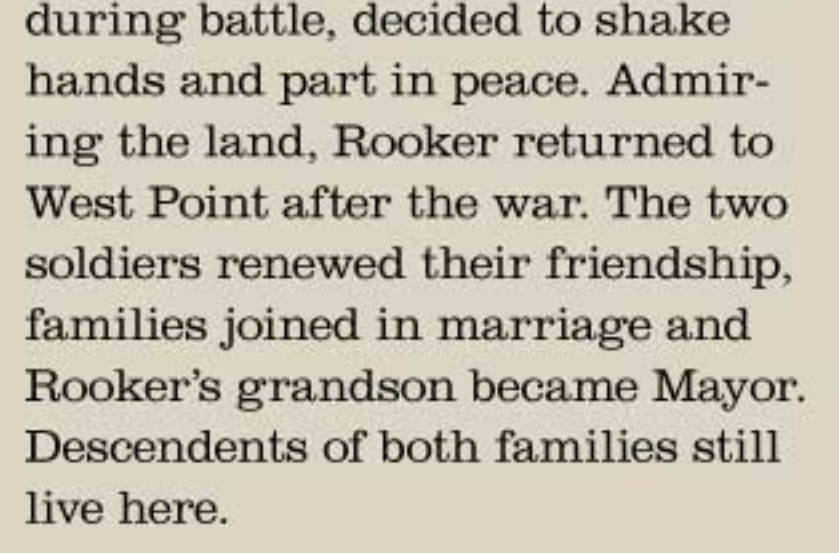 during battle, decided to shake
hands and part in peace. Admir-
ing the land, Rooker returned to
West Point after the war. The two
soldiers renewed their friendship,
families joined in marriage and
Rooker's grandson became Mayor.
Descendents of both families still
live here.